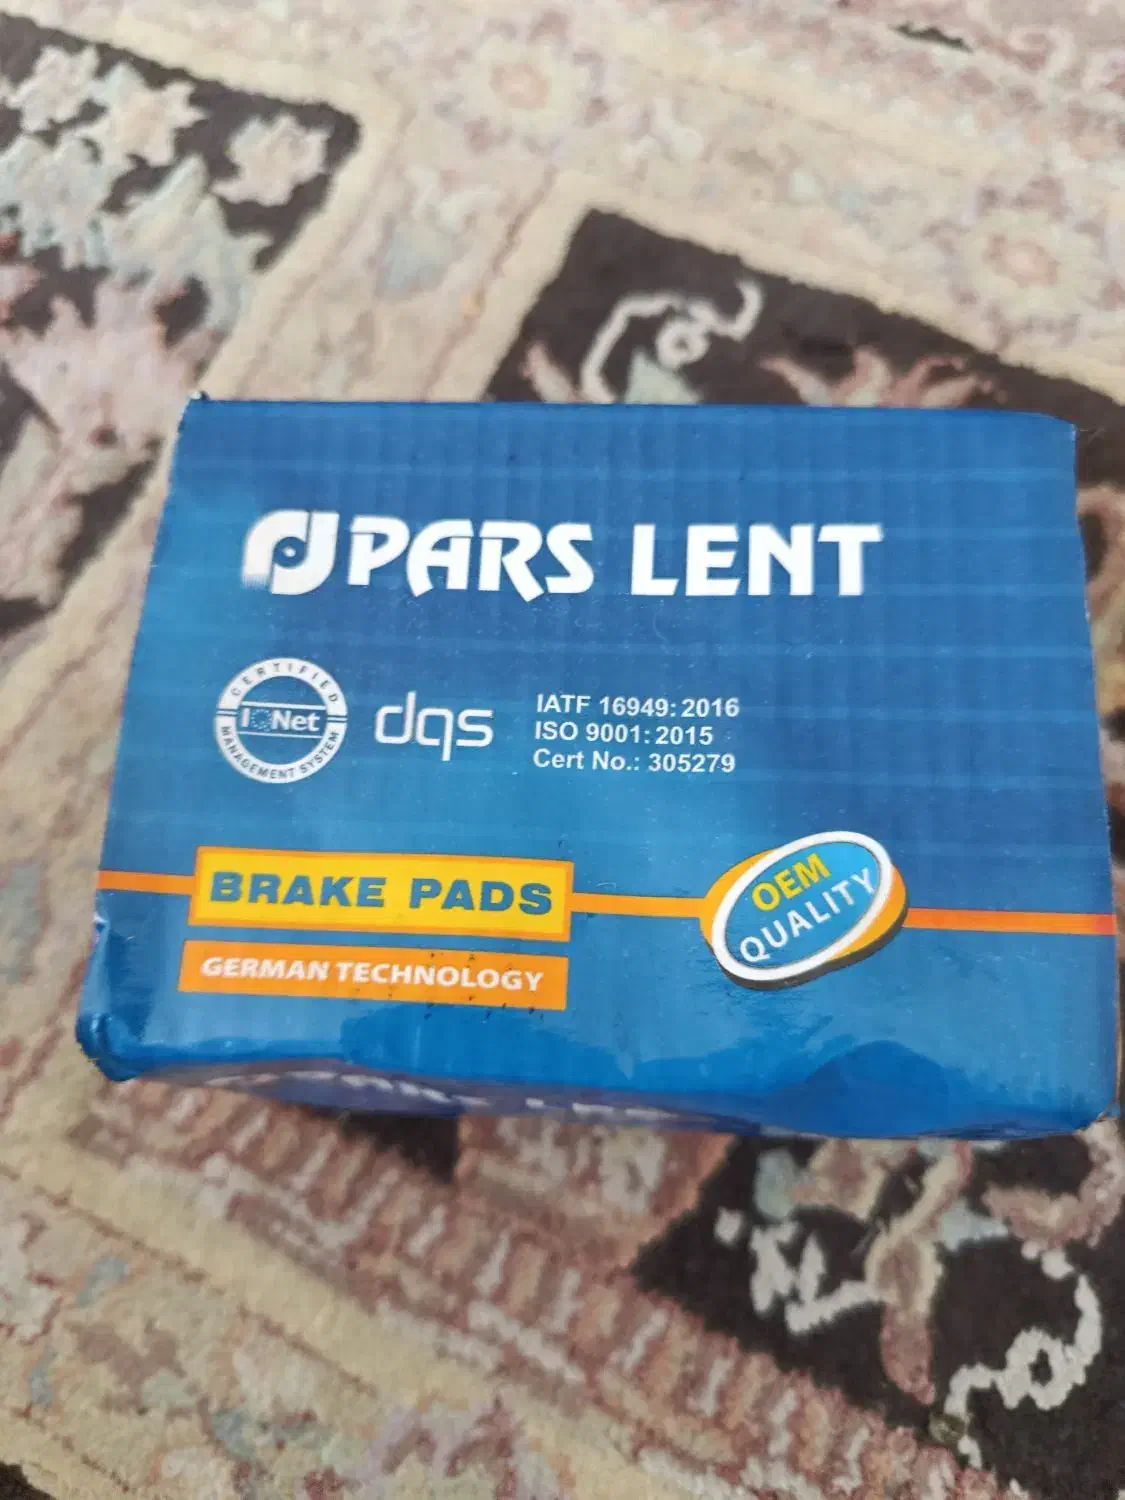 PARS LENT
CERTIFIED
IQNet
MANAGEMENT SYSTEM
dqs
IATF 16949: 2016
ISO 9001: 2015
Cert No.: 305279
BRAKE PADS
OEM
QUALITY
GERMAN TECHNOLOGY